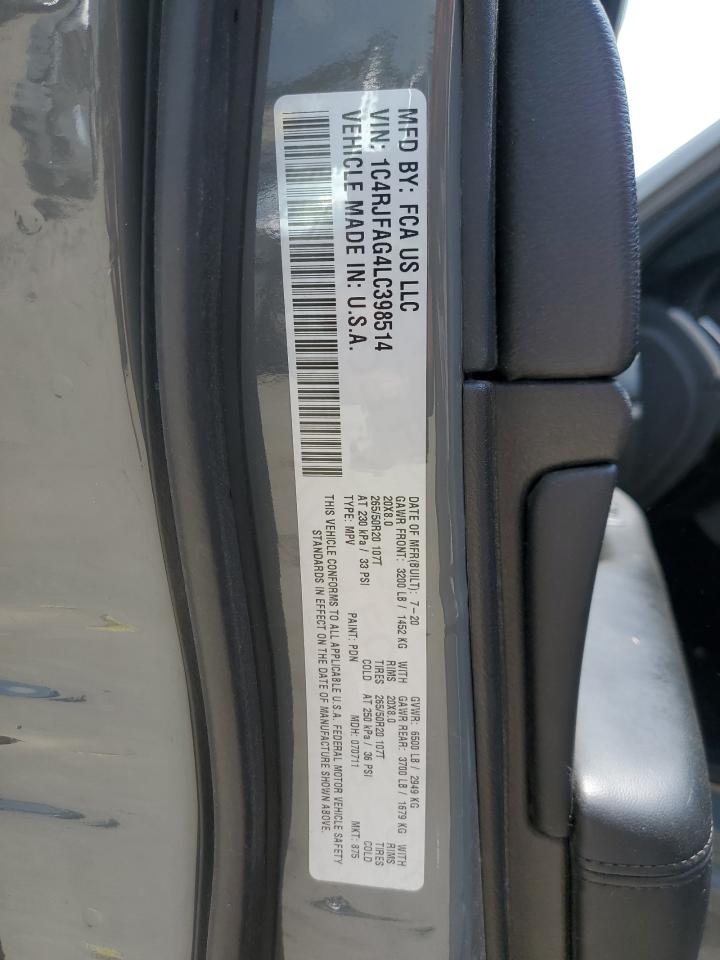 MFD BY: FCA US LLC
VIN: 1C4RJFAG4LC398514
VEHICLE MADE IN: U.S.A.
DATE OF MFR(BUILT): 7-20 GVWR: 6500 LB / 2949 KG
GAWR FRONT: 3200 LB / 1452 KG WITH GAWR REAR: 3700 LB / 1679 KG WITH
20X8.0 RIMS 20X8.0 RIMS
265/50R20 107T TIRES 265/50R20 107T TIRES
AT 230 kPa / 33 PSI COLD AT 250 kPa / 36 PSI COLD
TYPE: MPV PAINT: PDN MDH: 070711 MKT: 875
THIS VEHICLE CONFORMS TO ALL APPLICABLE U.S.A. FEDERAL MOTOR VEHICLE SAFETY
STANDARDS IN EFFECT ON THE DATE OF MANUFACTURE SHOWN ABOVE.